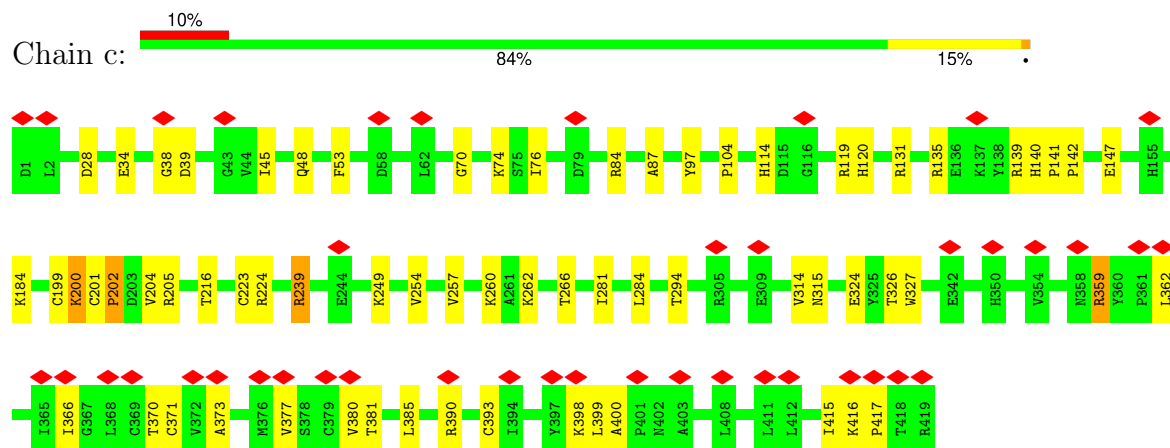 10%
Chain c:
84% 15% •
D1 L2 D28 E34 G38 D39 G43 V44 I45 Q48 F53 D58 L62 G70 K74 S75 I76 D79 R84 A87 Y97 P104 H114 D115 G116 R119 H120 R131 R135 E136 K137 Y138 R139 H140 P141 P142 E147 H155
K184 C199 K200 C201 P202 D203 V204 R205 T216 C223 R224 R239 E244 K249 V254 V257 K260 A261 K262 T266 I281 L284 T294 R305 E309 V314 N315 E324 Y325 T326 W327 E342 H350 V354 N358 R359 Y360 P361 L362
I365 I366 G367 L368 C369 T370 C371 V372 A373 M376 V377 S378 C379 V380 T381 L385 R390 C393 I394 Y397 K398 L399 A400 P401 N402 A403 L408 L411 L412 I415 K416 P417 T418 R419